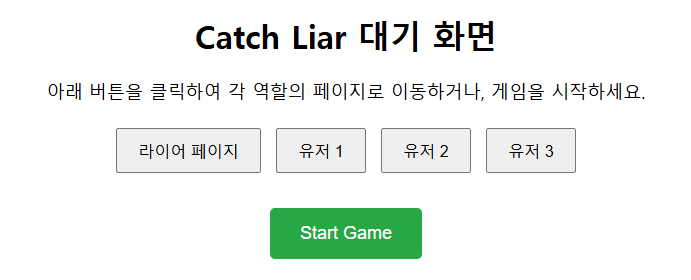 Catch Liar 대기 화면
아래 버튼을 클릭하여 각 역할의 페이지로 이동하거나, 게임을 시작하세요.
라이어 페이지 유저 1 유저 2 유저 3
Start Game